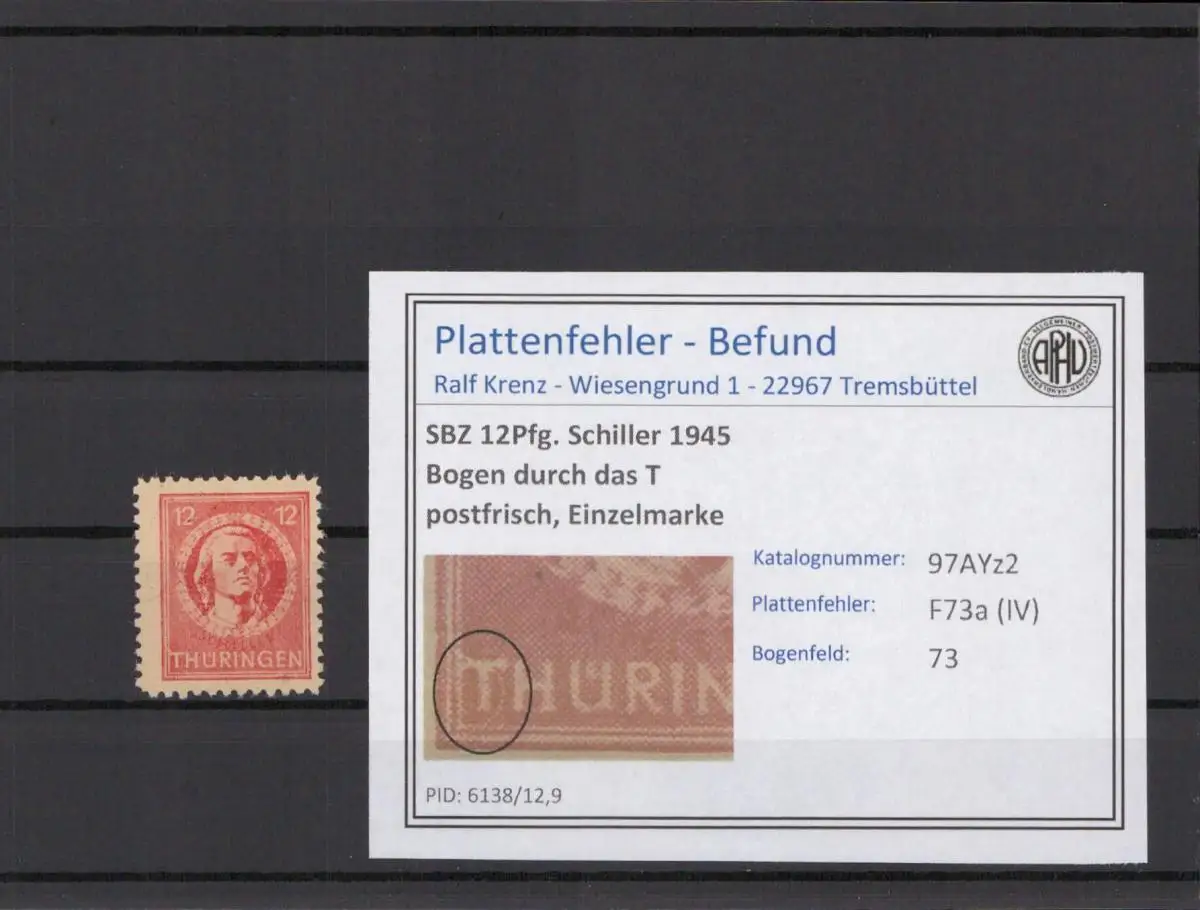 12 12
THÜRINGEN
Plattenfehler - Befund
Ralf Krenz - Wiesengrund 1 - 22967 Tremsbüttel
APHV
SBZ 12Pfg. Schiller 1945
Bogen durch das T
postfrisch, Einzelmarke
THÜRIN
Katalognummer: 97AYz2
Plattenfehler: F73a (IV)
Bogenfeld: 73
PID: 6138/12,9